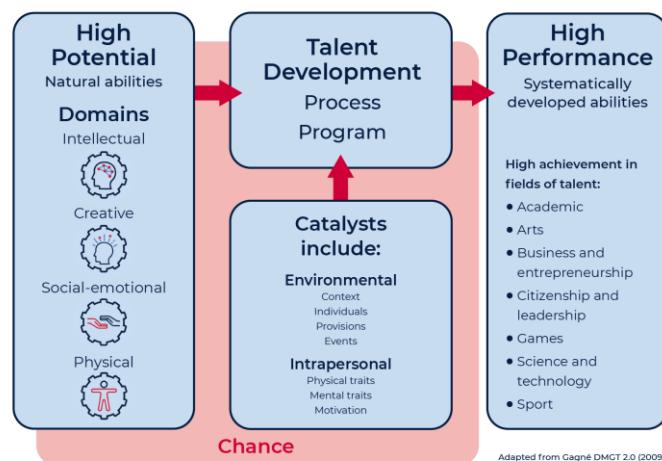 High
Potential
Natural abilities
Domains
Intellectual
Creative
Social-emotional
Physical
Talent
Development
Process
Program
Catalysts
include:
Environmental
Context
Individuals
Provisions
Events
Intrapersonal
Physical traits
Mental traits
Motivation
Chance
High
Performance
Systematically
developed abilities
High achievement in
fields of talent:
• Academic
• Arts
• Business and
entrepreneurship
• Citizenship and
leadership
• Games
• Science and
technology
• Sport
Adapted from Gagné DMGT 2.0 (2009